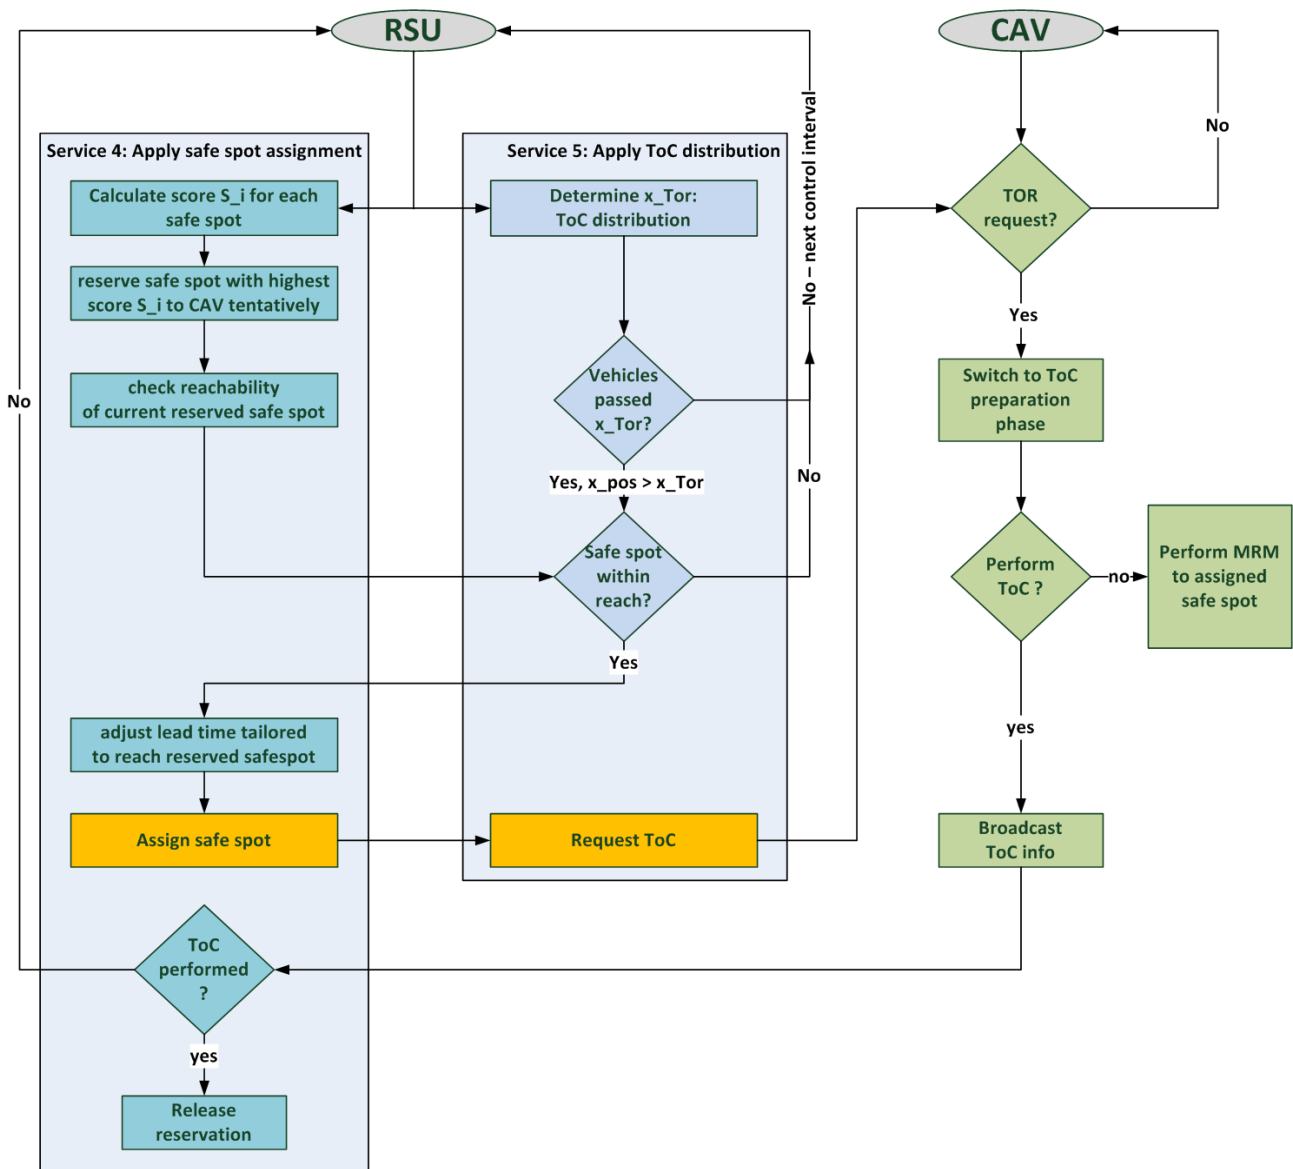 RSU
CAV
Service 4: Apply safe spot assignment
Calculate score S_i for each
safe spot
reserve safe spot with highest
score S_i to CAV tentatively
check reachability
of current reserved safe spot
No
adjust lead time tailored
to reach reserved safespot
Assign safe spot
ToC
performed
?
yes
Release
reservation
Service 5: Apply ToC distribution
Determine x_Tor:
ToC distribution
Vehicles
passed
x_Tor?
Yes, x_pos > x_Tor
Safe spot
within
reach?
Yes
Request ToC
No – next control interval
No
TOR
request?
No
Yes
Switch to ToC
preparation
phase
Perform
ToC ?
no
Perform MRM
to assigned
safe spot
yes
Broadcast
ToC info